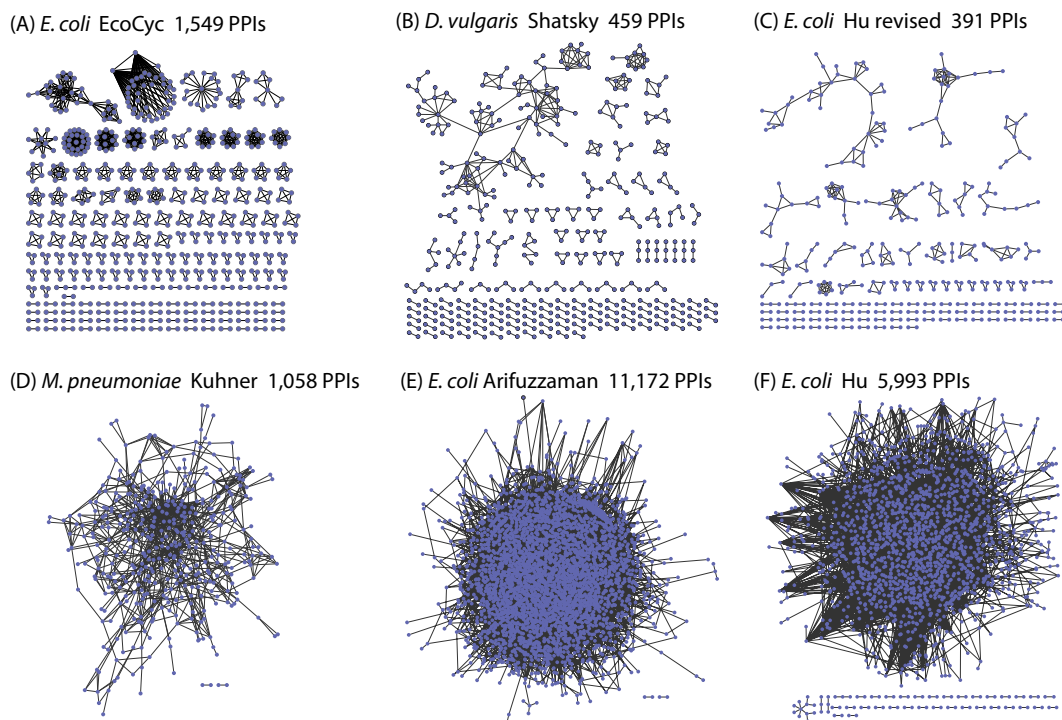 (A) E. coli EcoCyc 1,549 PPIs
(B) D. vulgaris Shatsky 459 PPIs
(C) E. coli Hu revised 391 PPIs
(D) M. pneumoniae Kuhner 1,058 PPIs
(E) E. coli Arifuzzaman 11,172 PPIs
(F) E. coli Hu 5,993 PPIs